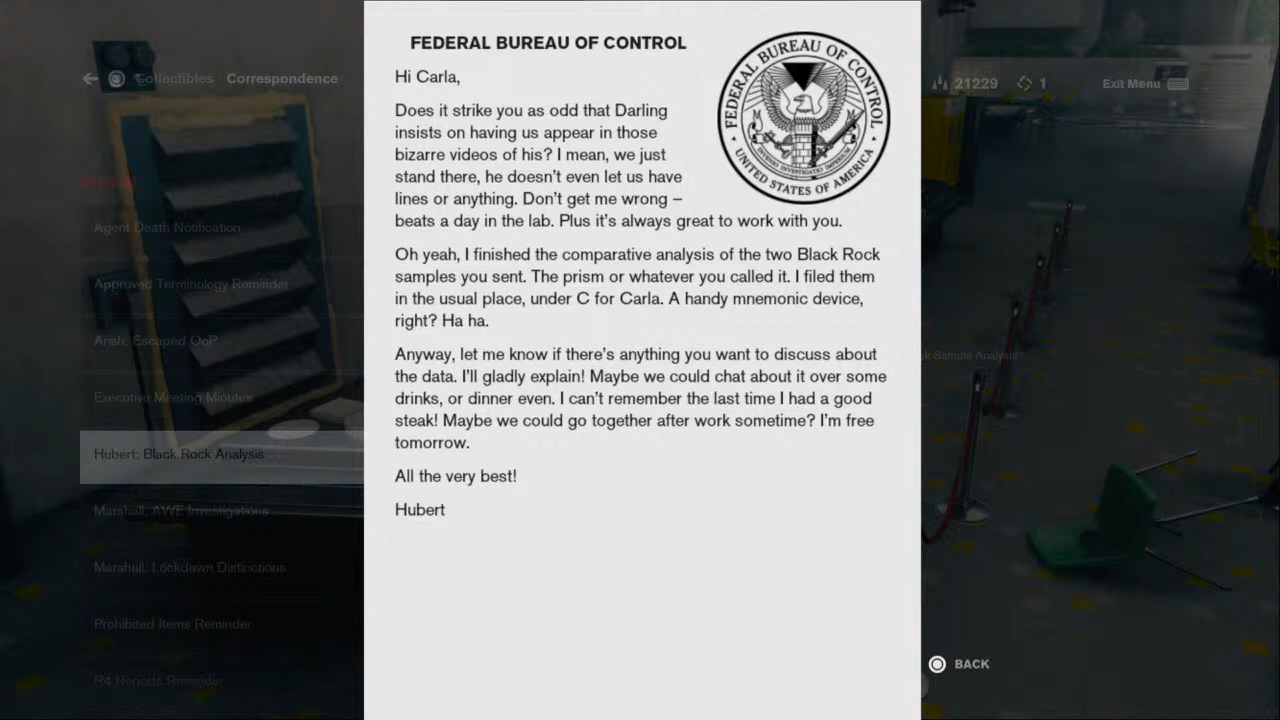 Collectibles Correspondence
21229 1 Exit Menu
Agent Death Notification
Approved Terminology Reminder
Arish: Escaped OoP
Executive Meeting Minutes
Hubert: Black Rock Analysis
Marshall: AWE Investigations
Marshall: Lockdown Distinctions
Prohibited Items Reminder
R4 Reports Reminder
FEDERAL BUREAU OF CONTROL
FEDERAL BUREAU OF CONTROL
UNITED STATES OF AMERICA
Hi Carla,
Does it strike you as odd that Darling
insists on having us appear in those
bizarre videos of his? I mean, we just
stand there, he doesn’t even let us have
lines or anything. Don’t get me wrong –
beats a day in the lab. Plus it’s always great to work with you.
Oh yeah, I finished the comparative analysis of the two Black Rock
samples you sent. The prism or whatever you called it. I filed them
in the usual place, under C for Carla. A handy mnemonic device,
right? Ha ha.
Anyway, let me know if there’s anything you want to discuss about
the data. I’ll gladly explain! Maybe we could chat about it over some
drinks, or dinner even. I can’t remember the last time I had a good
steak! Maybe we could go together after work sometime? I’m free
tomorrow.
All the very best!
Hubert
Sample Analysis
BACK